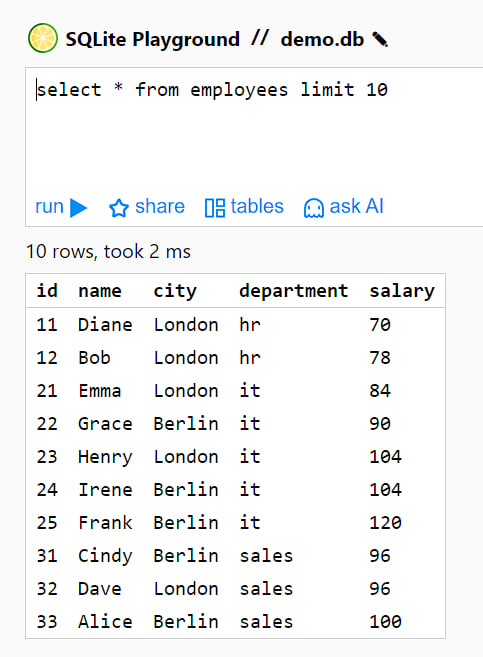 SQLite Playground // demo.db
select * from employees limit 10
run share tables ask AI
10 rows, took 2 ms
id name city department salary
11 Diane London hr 70
12 Bob London hr 78
21 Emma London it 84
22 Grace Berlin it 90
23 Henry London it 104
24 Irene Berlin it 104
25 Frank Berlin it 120
31 Cindy Berlin sales 96
32 Dave London sales 96
33 Alice Berlin sales 100